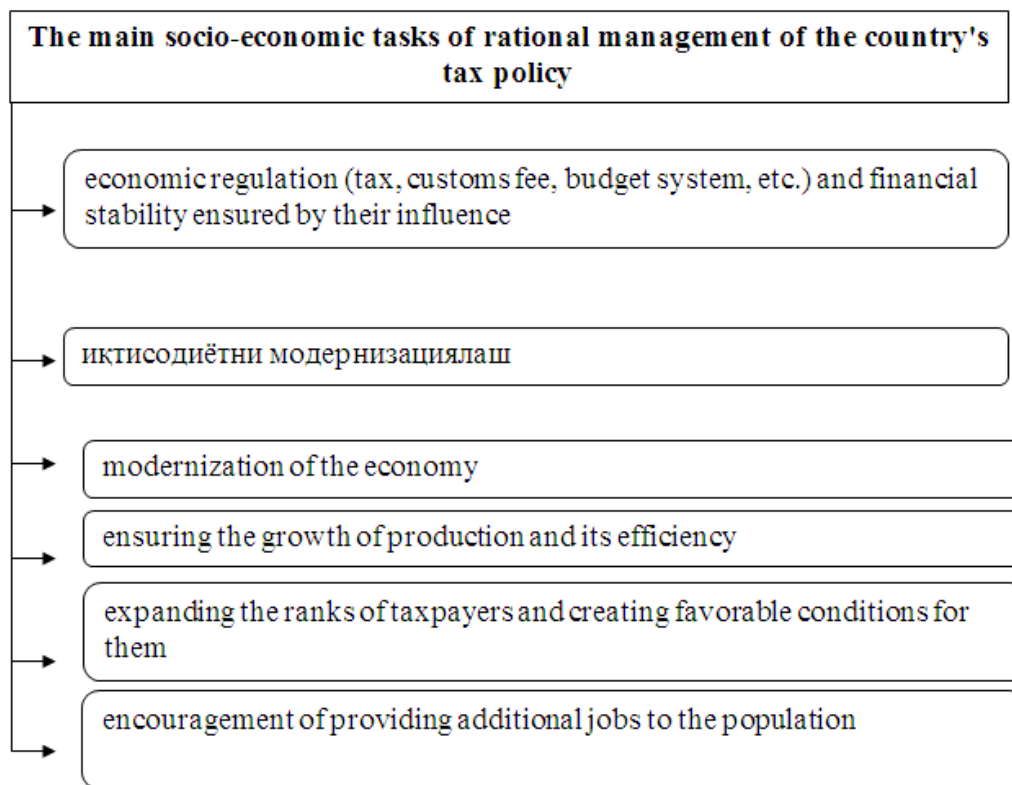 The main socio-economic tasks of rational management of the country's
tax policy
economic regulation (tax, customs fee, budget system, etc.) and financial
stability ensured by their influence
иқтисодиётни модернизациялаш
modernization of the economy
ensuring the growth of production and its efficiency
expanding the ranks of taxpayers and creating favorable conditions for
them
encouragement of providing additional jobs to the population